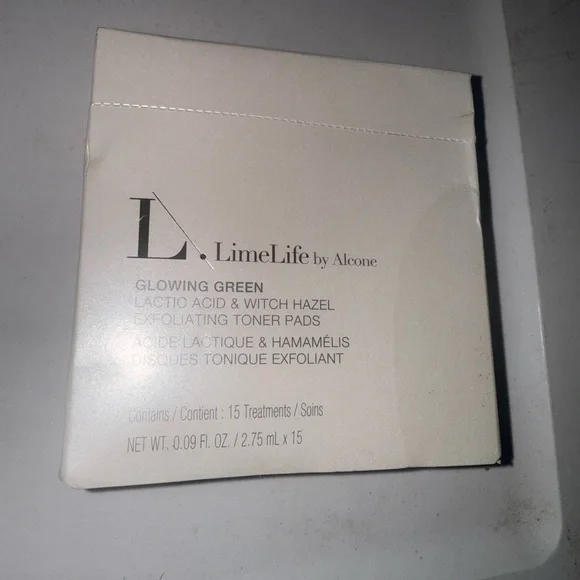 L.
LimeLife by Alcone
GLOWING GREEN
LACTIC ACID & WITCH HAZEL
EXFOLIATING TONER PADS
ACIDE LACTIQUE & HAMAMÉLIS
DISQUES TONIQUE EXFOLIANT
Contains / Contient : 15 Treatments / Soins
NET WT. 0.09 FL. OZ. / 2.75 mL x 15